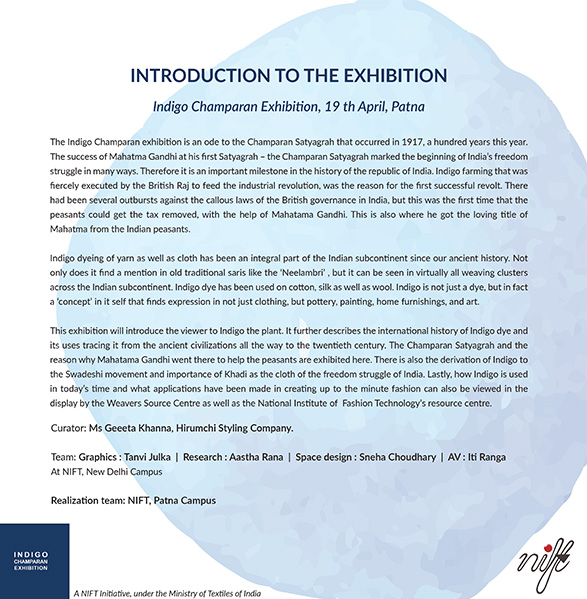 INTRODUCTION TO THE EXHIBITION
Indigo Champaran Exhibition, 19 th April, Patna
The Indigo Champaran exhibition is an ode to the Champaran Satyagrah that occurred in 1917, a hundred years this year.
The success of Mahatma Gandhi at his first Satyagrah – the Champaran Satyagrah marked the beginning of India's freedom
struggle in many ways. Therefore it is an important milestone in the history of the republic of India. Indigo farming that was
fiercely executed by the British Raj to feed the industrial revolution, was the reason for the first successful revolt. There
had been several outbursts against the callous laws of the British governance in India, but this was the first time that the
peasants could get the tax removed, with the help of Mahatama Gandhi. This is also where he got the loving title of
Mahatma from the Indian peasants.
Indigo dyeing of yarn as well as cloth has been an integral part of the Indian subcontinent since our ancient history. Not
only does it find a mention in old traditional saris like the 'Neelambri' , but it can be seen in virtually all weaving clusters
across the Indian subcontinent. Indigo dye has been used on cotton, silk as well as wool. Indigo is not just a dye, but in fact
a 'concept' in it self that finds expression in not just clothing, but pottery, painting, home furnishings, and art.
This exhibition will introduce the viewer to Indigo the plant. It further describes the international history of Indigo dye and
its uses tracing it from the ancient civilizations all the way to the twentieth century. The Champaran Satyagrah and the
reason why Mahatama Gandhi went there to help the peasants are exhibited here. There is also the derivation of Indigo to
the Swadeshi movement and importance of Khadi as the cloth of the freedom struggle of India. Lastly, how Indigo is used
in today's time and what applications have been made in creating up to the minute fashion can also be viewed in the
display by the Weavers Source Centre as well as the National Institute of Fashion Technology's resource centre.
Curator: Ms Geeeta Khanna, Hirumchi Styling Company.
Team: Graphics : Tanvi Julka | Research : Aastha Rana | Space design : Sneha Choudhary | AV : Iti Ranga
At NIFT, New Delhi Campus
Realization team: NIFT, Patna Campus
INDIGO
CHAMPARAN
EXHIBITION
nift
A NIFT Initiative, under the Ministry of Textiles of India